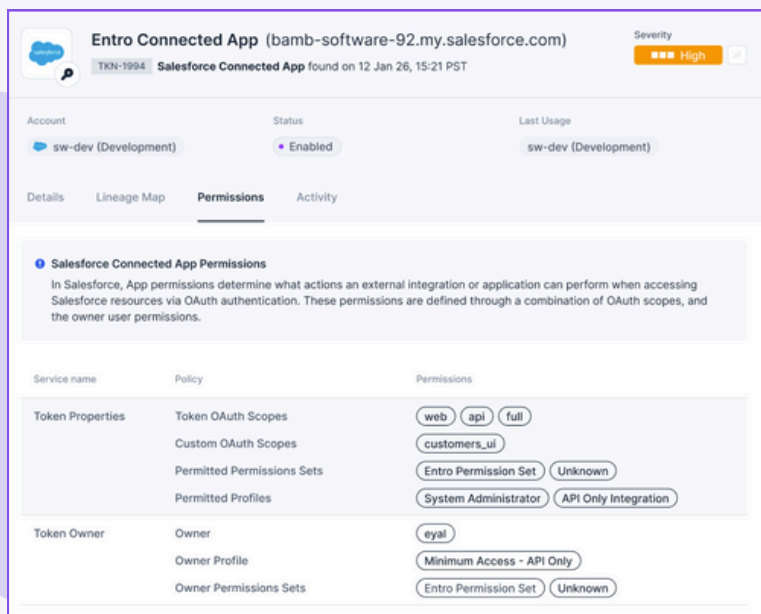 Entro Connected App (bamb-software-92.my.salesforce.com)
Severity
High
salesforce
TKN-1994 Salesforce Connected App found on 12 Jan 26, 15:21 PST
Account Status Last Usage
sw-dev (Development) Enabled sw-dev (Development)
Details Lineage Map Permissions Activity
Salesforce Connected App Permissions
In Salesforce, App permissions determine what actions an external integration or application can perform when accessing
Salesforce resources via OAuth authentication. These permissions are defined through a combination of OAuth scopes, and
the owner user permissions.
Service name Policy Permissions
Token Properties Token OAuth Scopes web api full
Custom OAuth Scopes customers_ui
Permitted Permissions Sets Entro Permission Set Unknown
Permitted Profiles System Administrator API Only Integration
Token Owner Owner eyal
Owner Profile Minimum Access - API Only
Owner Permissions Sets Entro Permission Set Unknown